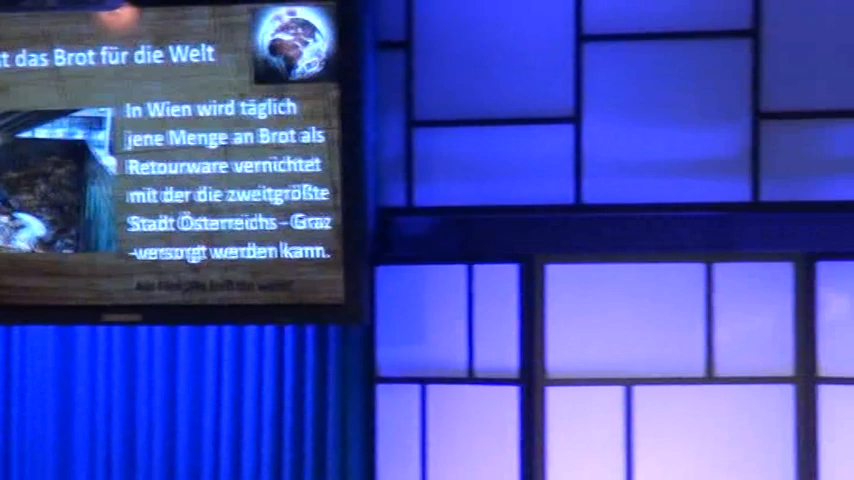 das Brot für die Welt
In Wien wird täglich
jene Menge an Brot als
Retourware vernichtet
mit der die zweitgrößte
Stadt Österreichs – Graz
-versorgt werden kann.